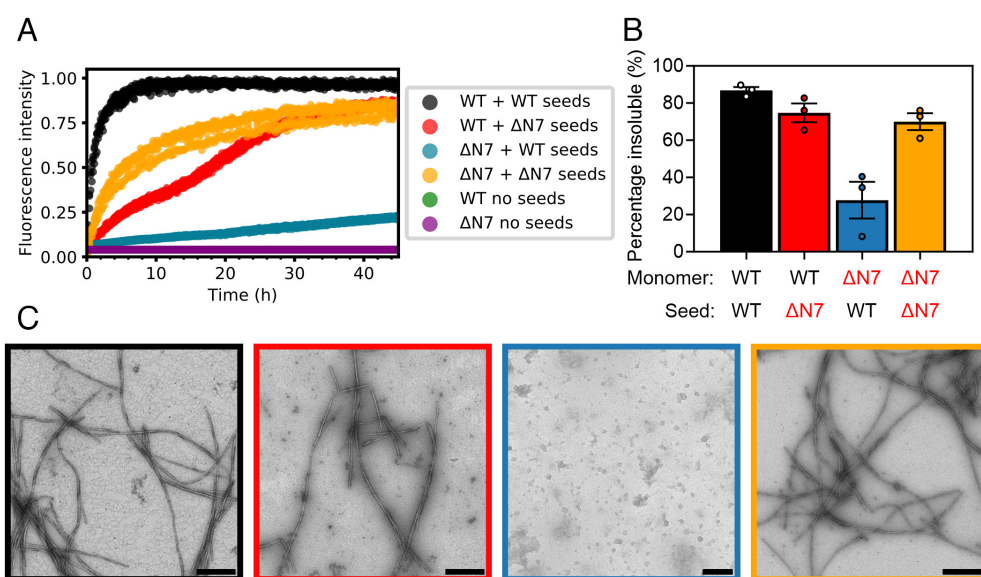 A
Fluorescence intensity
1.00
0.75
0.50
0.25
0.00
0 10 20 30 40
Time (h)
WT + WT seeds
WT + ΔN7 seeds
ΔN7 + WT seeds
ΔN7 + ΔN7 seeds
WT no seeds
ΔN7 no seeds
B
Percentage insoluble (%)
100
80
60
40
20
0
Monomer: WT WT ΔN7 ΔN7
Seed: WT ΔN7 WT ΔN7
C